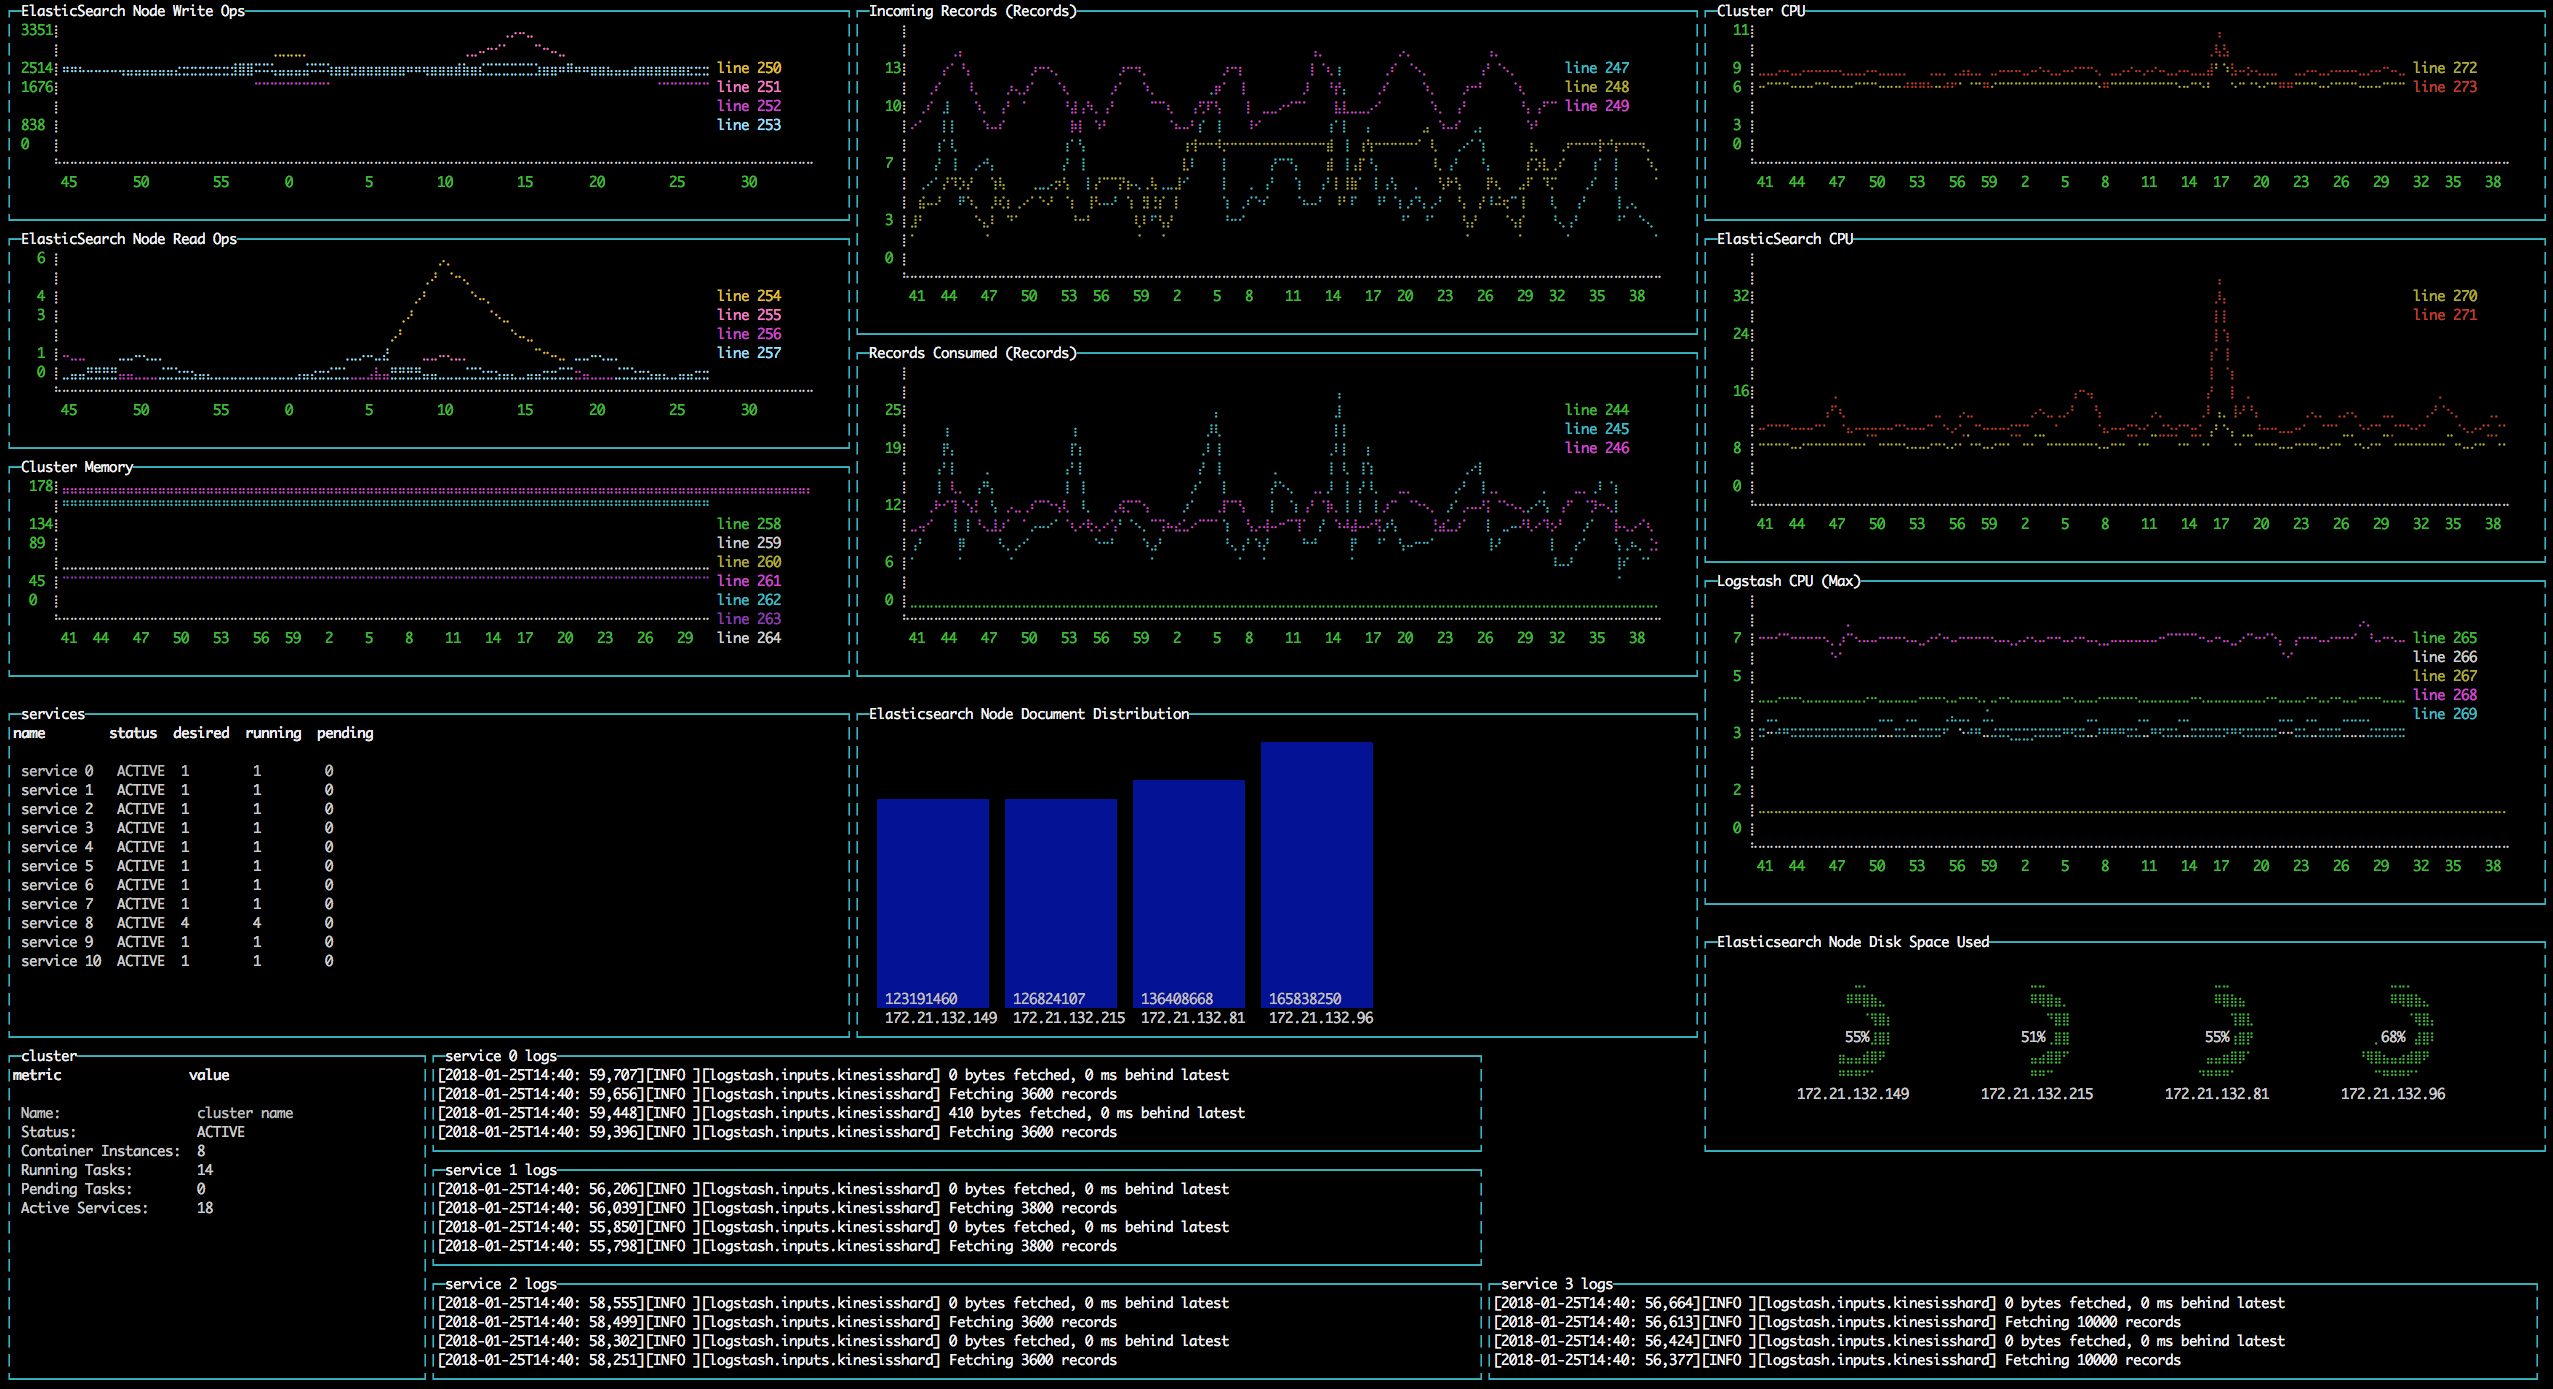 ElasticSearch Node Write Ops
3351
2514
1676
838
0
line 250
line 251
line 252
line 253
45 50 55 0 5 10 15 20 25 30
ElasticSearch Node Read Ops
6
4
3
1
0
line 254
line 255
line 256
line 257
45 50 55 0 5 10 15 20 25 30
Cluster Memory
178
134
89
45
0
line 258
line 259
line 260
line 261
line 262
line 263
line 264
41 44 47 50 53 56 59 2 5 8 11 14 17 20 23 26 29
Incoming Records (Records)
13
10
7
3
0
line 247
line 248
line 249
41 44 47 50 53 56 59 2 5 8 11 14 17 20 23 26 29 32 35 38
Records Consumed (Records)
25
19
12
6
0
line 244
line 245
line 246
41 44 47 50 53 56 59 2 5 8 11 14 17 20 23 26 29 32 35 38
Cluster CPU
11
9
6
3
0
line 272
line 273
41 44 47 50 53 56 59 2 5 8 11 14 17 20 23 26 29 32 35 38
ElasticSearch CPU
32
24
16
8
0
line 270
line 271
41 44 47 50 53 56 59 2 5 8 11 14 17 20 23 26 29 32 35 38
Logstash CPU (Max)
7
5
3
2
0
line 265
line 266
line 267
line 268
line 269
41 44 47 50 53 56 59 2 5 8 11 14 17 20 23 26 29 32 35 38
services
name status desired running pending
service 0 ACTIVE 1 1 0
service 1 ACTIVE 1 1 0
service 2 ACTIVE 1 1 0
service 3 ACTIVE 1 1 0
service 4 ACTIVE 1 1 0
service 5 ACTIVE 1 1 0
service 6 ACTIVE 1 1 0
service 7 ACTIVE 1 1 0
service 8 ACTIVE 4 4 0
service 9 ACTIVE 1 1 0
service 10 ACTIVE 1 1 0
Elasticsearch Node Document Distribution
123191460 126824107 136408668 165838250
172.21.132.149 172.21.132.215 172.21.132.81 172.21.132.96
Elasticsearch Node Disk Space Used
55% 51% 55% 68%
172.21.132.149 172.21.132.215 172.21.132.81 172.21.132.96
cluster
metric value
Name: cluster name
Status: ACTIVE
Container Instances: 8
Running Tasks: 14
Pending Tasks: 0
Active Services: 18
service 0 logs
[2018-01-25T14:40: 59,707][INFO ][logstash.inputs.kinesisshard] 0 bytes fetched, 0 ms behind latest
[2018-01-25T14:40: 59,656][INFO ][logstash.inputs.kinesisshard] Fetching 3600 records
[2018-01-25T14:40: 59,448][INFO ][logstash.inputs.kinesisshard] 410 bytes fetched, 0 ms behind latest
[2018-01-25T14:40: 59,396][INFO ][logstash.inputs.kinesisshard] Fetching 3600 records
service 1 logs
[2018-01-25T14:40: 56,206][INFO ][logstash.inputs.kinesisshard] 0 bytes fetched, 0 ms behind latest
[2018-01-25T14:40: 56,039][INFO ][logstash.inputs.kinesisshard] Fetching 3800 records
[2018-01-25T14:40: 55,850][INFO ][logstash.inputs.kinesisshard] 0 bytes fetched, 0 ms behind latest
[2018-01-25T14:40: 55,798][INFO ][logstash.inputs.kinesisshard] Fetching 3800 records
service 2 logs
[2018-01-25T14:40: 58,555][INFO ][logstash.inputs.kinesisshard] 0 bytes fetched, 0 ms behind latest
[2018-01-25T14:40: 58,499][INFO ][logstash.inputs.kinesisshard] Fetching 3600 records
[2018-01-25T14:40: 58,302][INFO ][logstash.inputs.kinesisshard] 0 bytes fetched, 0 ms behind latest
[2018-01-25T14:40: 58,251][INFO ][logstash.inputs.kinesisshard] Fetching 3600 records
service 3 logs
[2018-01-25T14:40: 56,664][INFO ][logstash.inputs.kinesisshard] 0 bytes fetched, 0 ms behind latest
[2018-01-25T14:40: 56,613][INFO ][logstash.inputs.kinesisshard] Fetching 10000 records
[2018-01-25T14:40: 56,424][INFO ][logstash.inputs.kinesisshard] 0 bytes fetched, 0 ms behind latest
[2018-01-25T14:40: 56,377][INFO ][logstash.inputs.kinesisshard] Fetching 10000 records